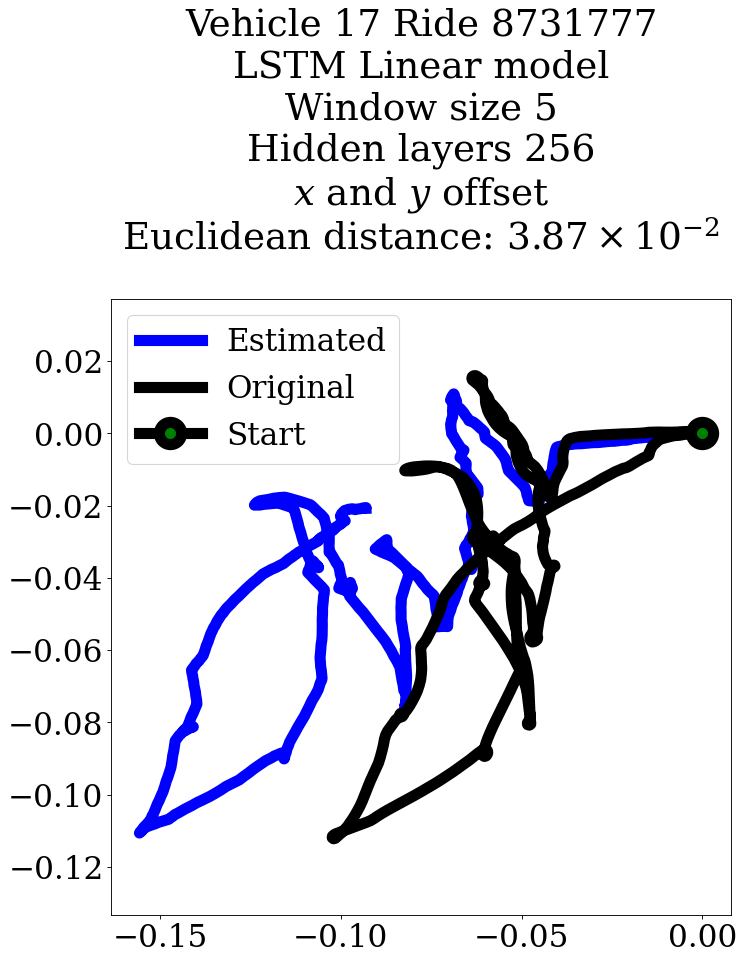 Vehicle 17 Ride 8731777
LSTM Linear model
Window size 5
Hidden layers 256
x and y offset
Euclidean distance: 3.87 × 10⁻²
Estimated
Original
Start
0.02
0.00
−0.02
−0.04
−0.06
−0.08
−0.10
−0.12
−0.15 −0.10 −0.05 0.00